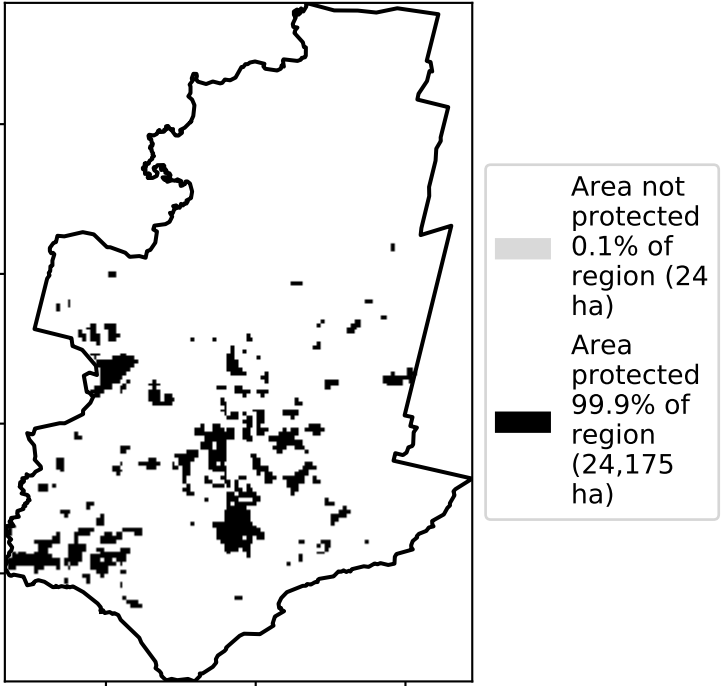 Area not
protected
0.1% of
region (24
ha)
Area
protected
99.9% of
region
(24,175
ha)